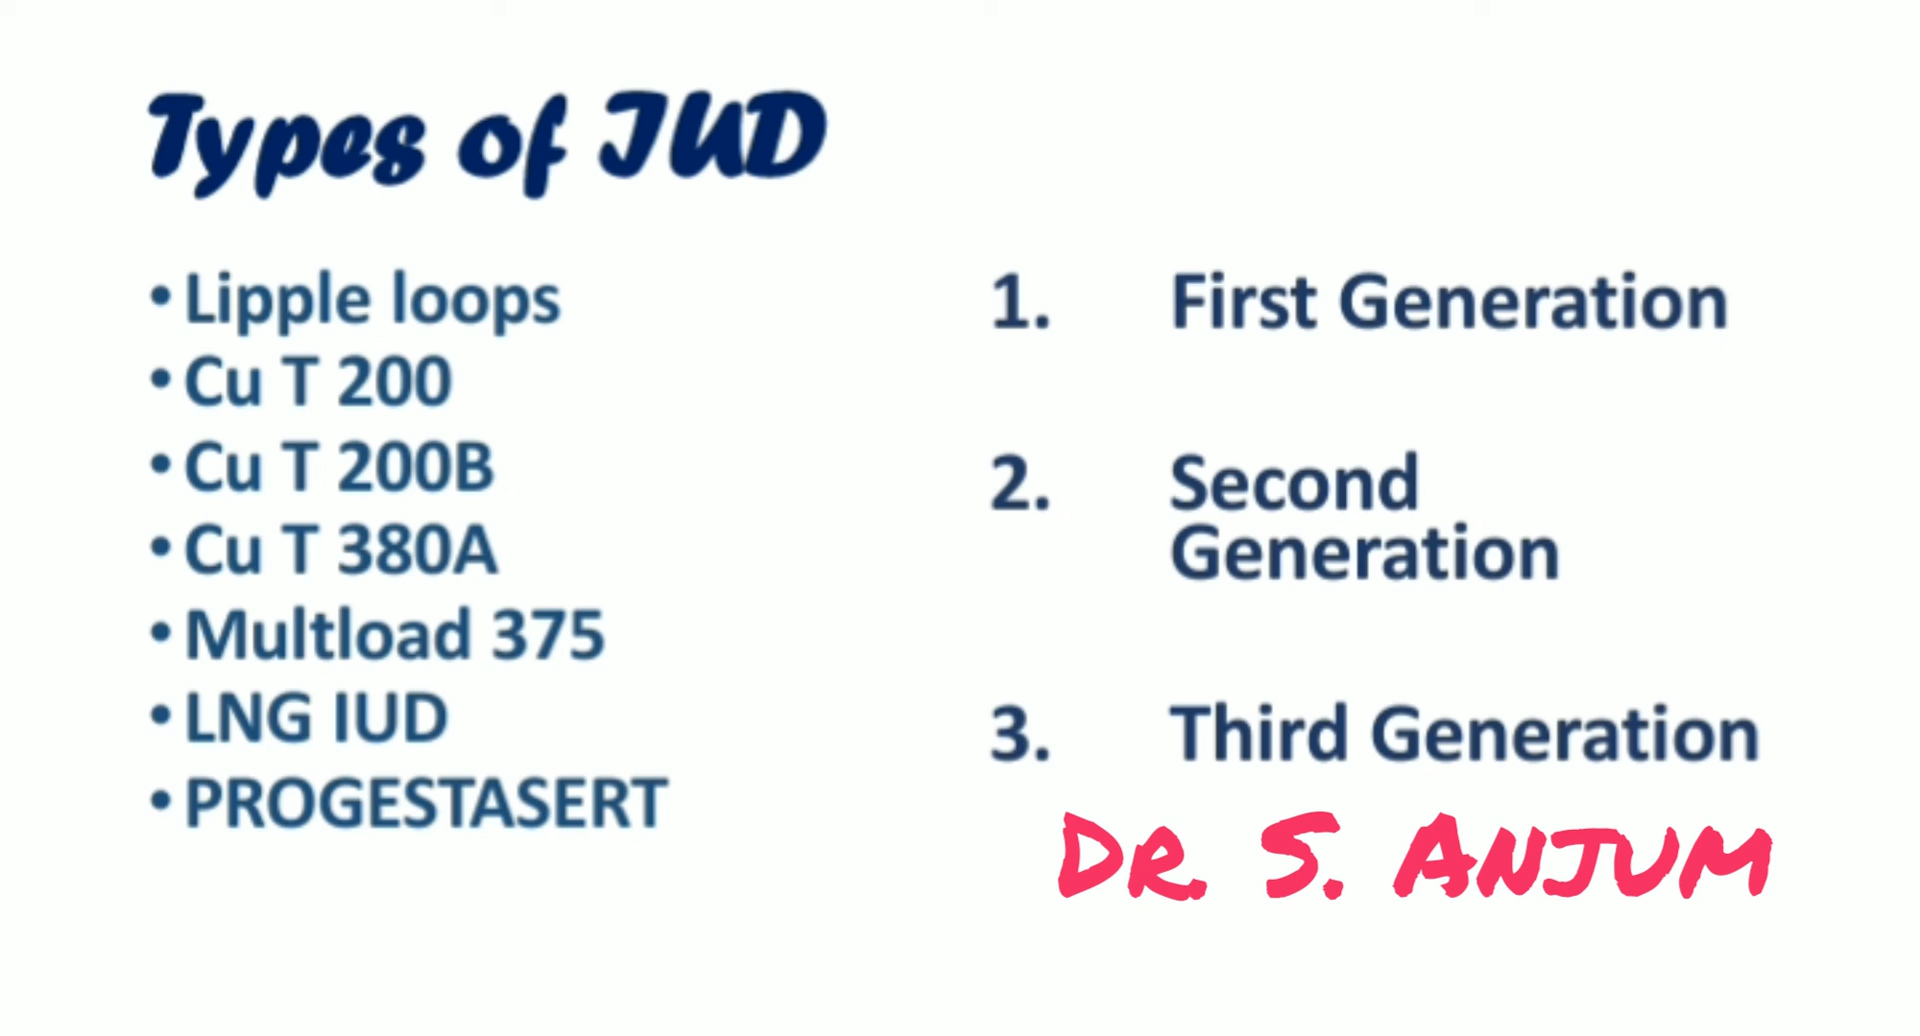 Types of IUD
• Lipple loops
• Cu T 200
• Cu T 200B
• Cu T 380A
• Multload 375
• LNG IUD
• PROGESTASERT
1. First Generation
2. Second
Generation
3. Third Generation
DR. S. ANJUM